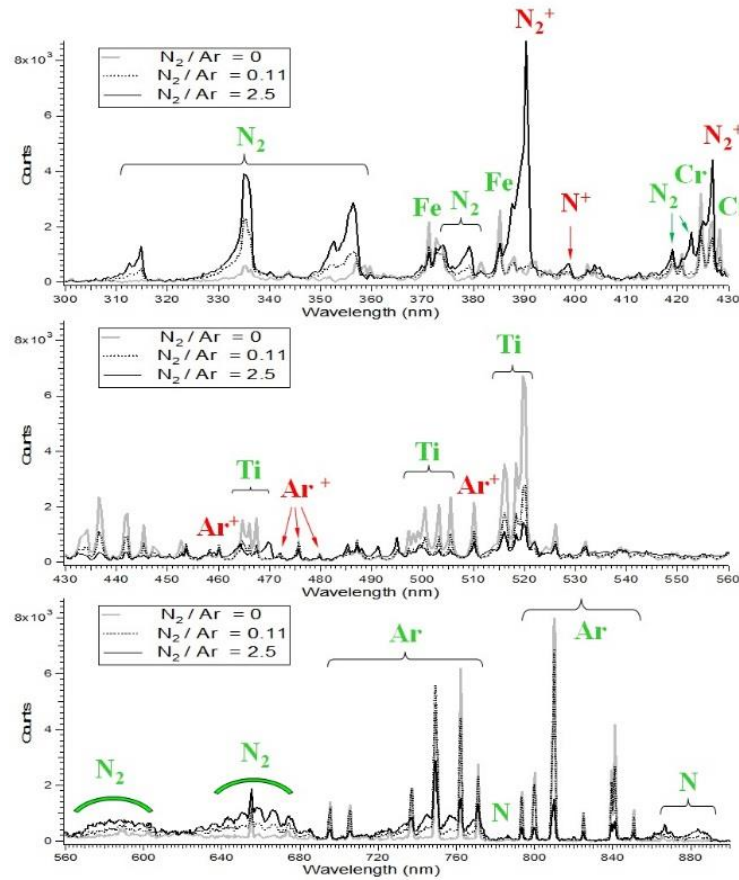 N₂⁺
8x10³
N₂ / Ar = 0
N₂ / Ar = 0.11
N₂ / Ar = 2.5
N₂⁺
N₂
Fe
N₂
Fe
N⁺
N₂
Cr
C
Counts
6
4
2
0
300 310 320 330 340 350 360 370 380 390 400 410 420 430
Wavelength (nm)
8x10³
N₂ / Ar = 0
N₂ / Ar = 0.11
N₂ / Ar = 2.5
Ti
Ti
Ar⁺
Ti
Ar⁺
Ar⁺
Counts
6
4
2
0
430 440 450 460 470 480 490 500 510 520 530 540 550 560
Wavelength (nm)
8x10³
N₂ / Ar = 0
N₂ / Ar = 0.11
N₂ / Ar = 2.5
Ar
Ar
N₂
N₂
N
N
Counts
6
4
2
0
560 600 640 680 720 760 800 840 880
Wavelength (nm)